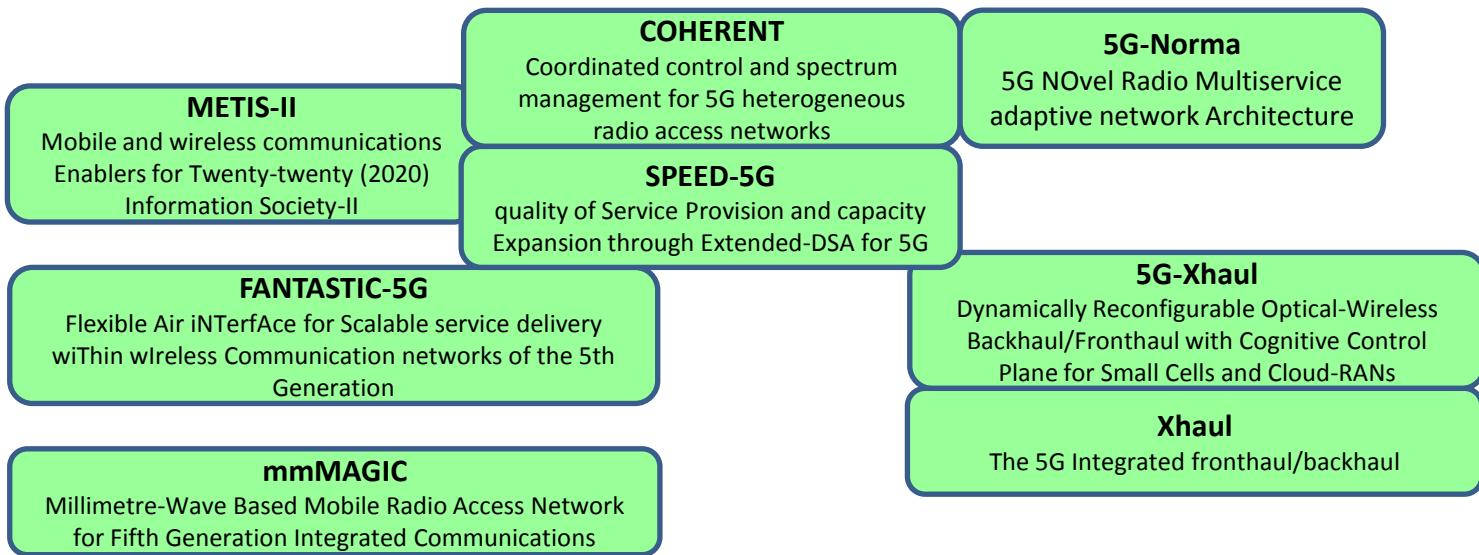 COHERENT
Coordinated control and spectrum
management for 5G heterogeneous
radio access networks
5G-Norma
5G NOvel Radio Multiservice
adaptive network Architecture
METIS-II
Mobile and wireless communications
Enablers for Twenty-twenty (2020)
Information Society-II
SPEED-5G
quality of Service Provision and capacity
Expansion through Extended-DSA for 5G
FANTASTIC-5G
Flexible Air iNTerfAce for Scalable service delivery
wiThin wIreless Communication networks of the 5th
Generation
5G-Xhaul
Dynamically Reconfigurable Optical-Wireless
Backhaul/Fronthaul with Cognitive Control
Plane for Small Cells and Cloud-RANs
Xhaul
The 5G Integrated fronthaul/backhaul
mmMAGIC
Millimetre-Wave Based Mobile Radio Access Network
for Fifth Generation Integrated Communications